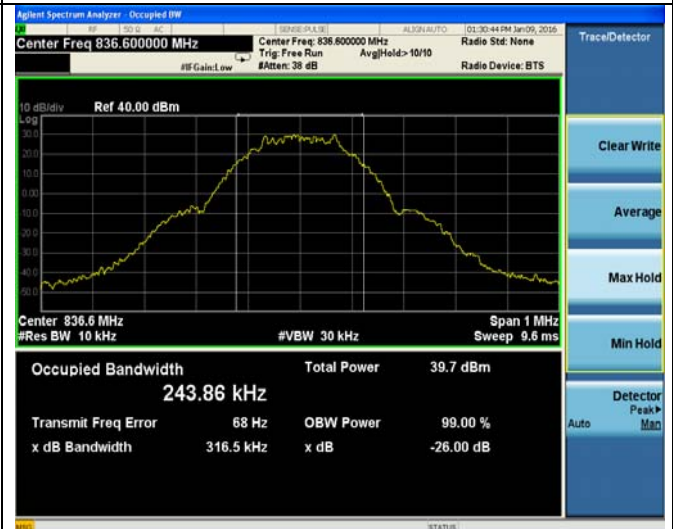 Agilent Spectrum Analyzer - Occupied BW
RF 50 Ω AC SENSE:PULSE ALIGN AUTO 01:30:44 PM Jan 09, 2016
Center Freq 836.600000 MHz
Center Freq: 836.600000 MHz
Radio Std: None
Trig: Free Run Avg|Hold:> 10/10
#IFGain:Low #Atten: 38 dB Radio Device: BTS
Trace/Detector
10 dB/div Ref 40.00 dBm
Log
30.0
20.0
10.0
0.00
10.0
20.0
30.0
40.0
50.0
Center 836.6 MHz Span 1 MHz
#Res BW 10 kHz #VBW 30 kHz Sweep 9.6 ms
Clear Write
Average
Max Hold
Min Hold
Detector
Peak▶
Auto Man
Occupied Bandwidth Total Power 39.7 dBm
243.86 kHz
Transmit Freq Error 68 Hz OBW Power 99.00 %
x dB Bandwidth 316.5 kHz x dB -26.00 dB
MSG STATUS